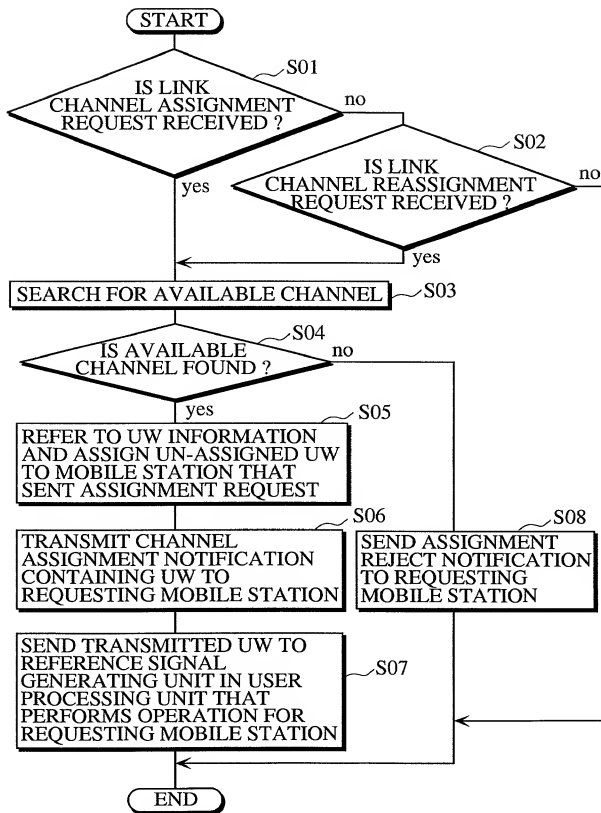 START
S01
IS LINK
CHANNEL ASSIGNMENT
REQUEST RECEIVED ?
no
yes
S02
IS LINK
CHANNEL REASSIGNMENT
REQUEST RECEIVED ?
no
yes
SEARCH FOR AVAILABLE CHANNEL
S03
S04
IS AVAILABLE
CHANNEL FOUND ?
no
yes
S05
REFER TO UW INFORMATION
AND ASSIGN UN-ASSIGNED UW
TO MOBILE STATION THAT
SENT ASSIGNMENT REQUEST
S06
TRANSMIT CHANNEL
ASSIGNMENT NOTIFICATION
CONTAINING UW TO
REQUESTING MOBILE STATION
S08
SEND ASSIGNMENT
REJECT NOTIFICATION
TO REQUESTING
MOBILE STATION
SEND TRANSMITTED UW TO
REFERENCE SIGNAL
GENERATING UNIT IN USER
PROCESSING UNIT THAT
PERFORMS OPERATION FOR
REQUESTING MOBILE STATION
S07
END